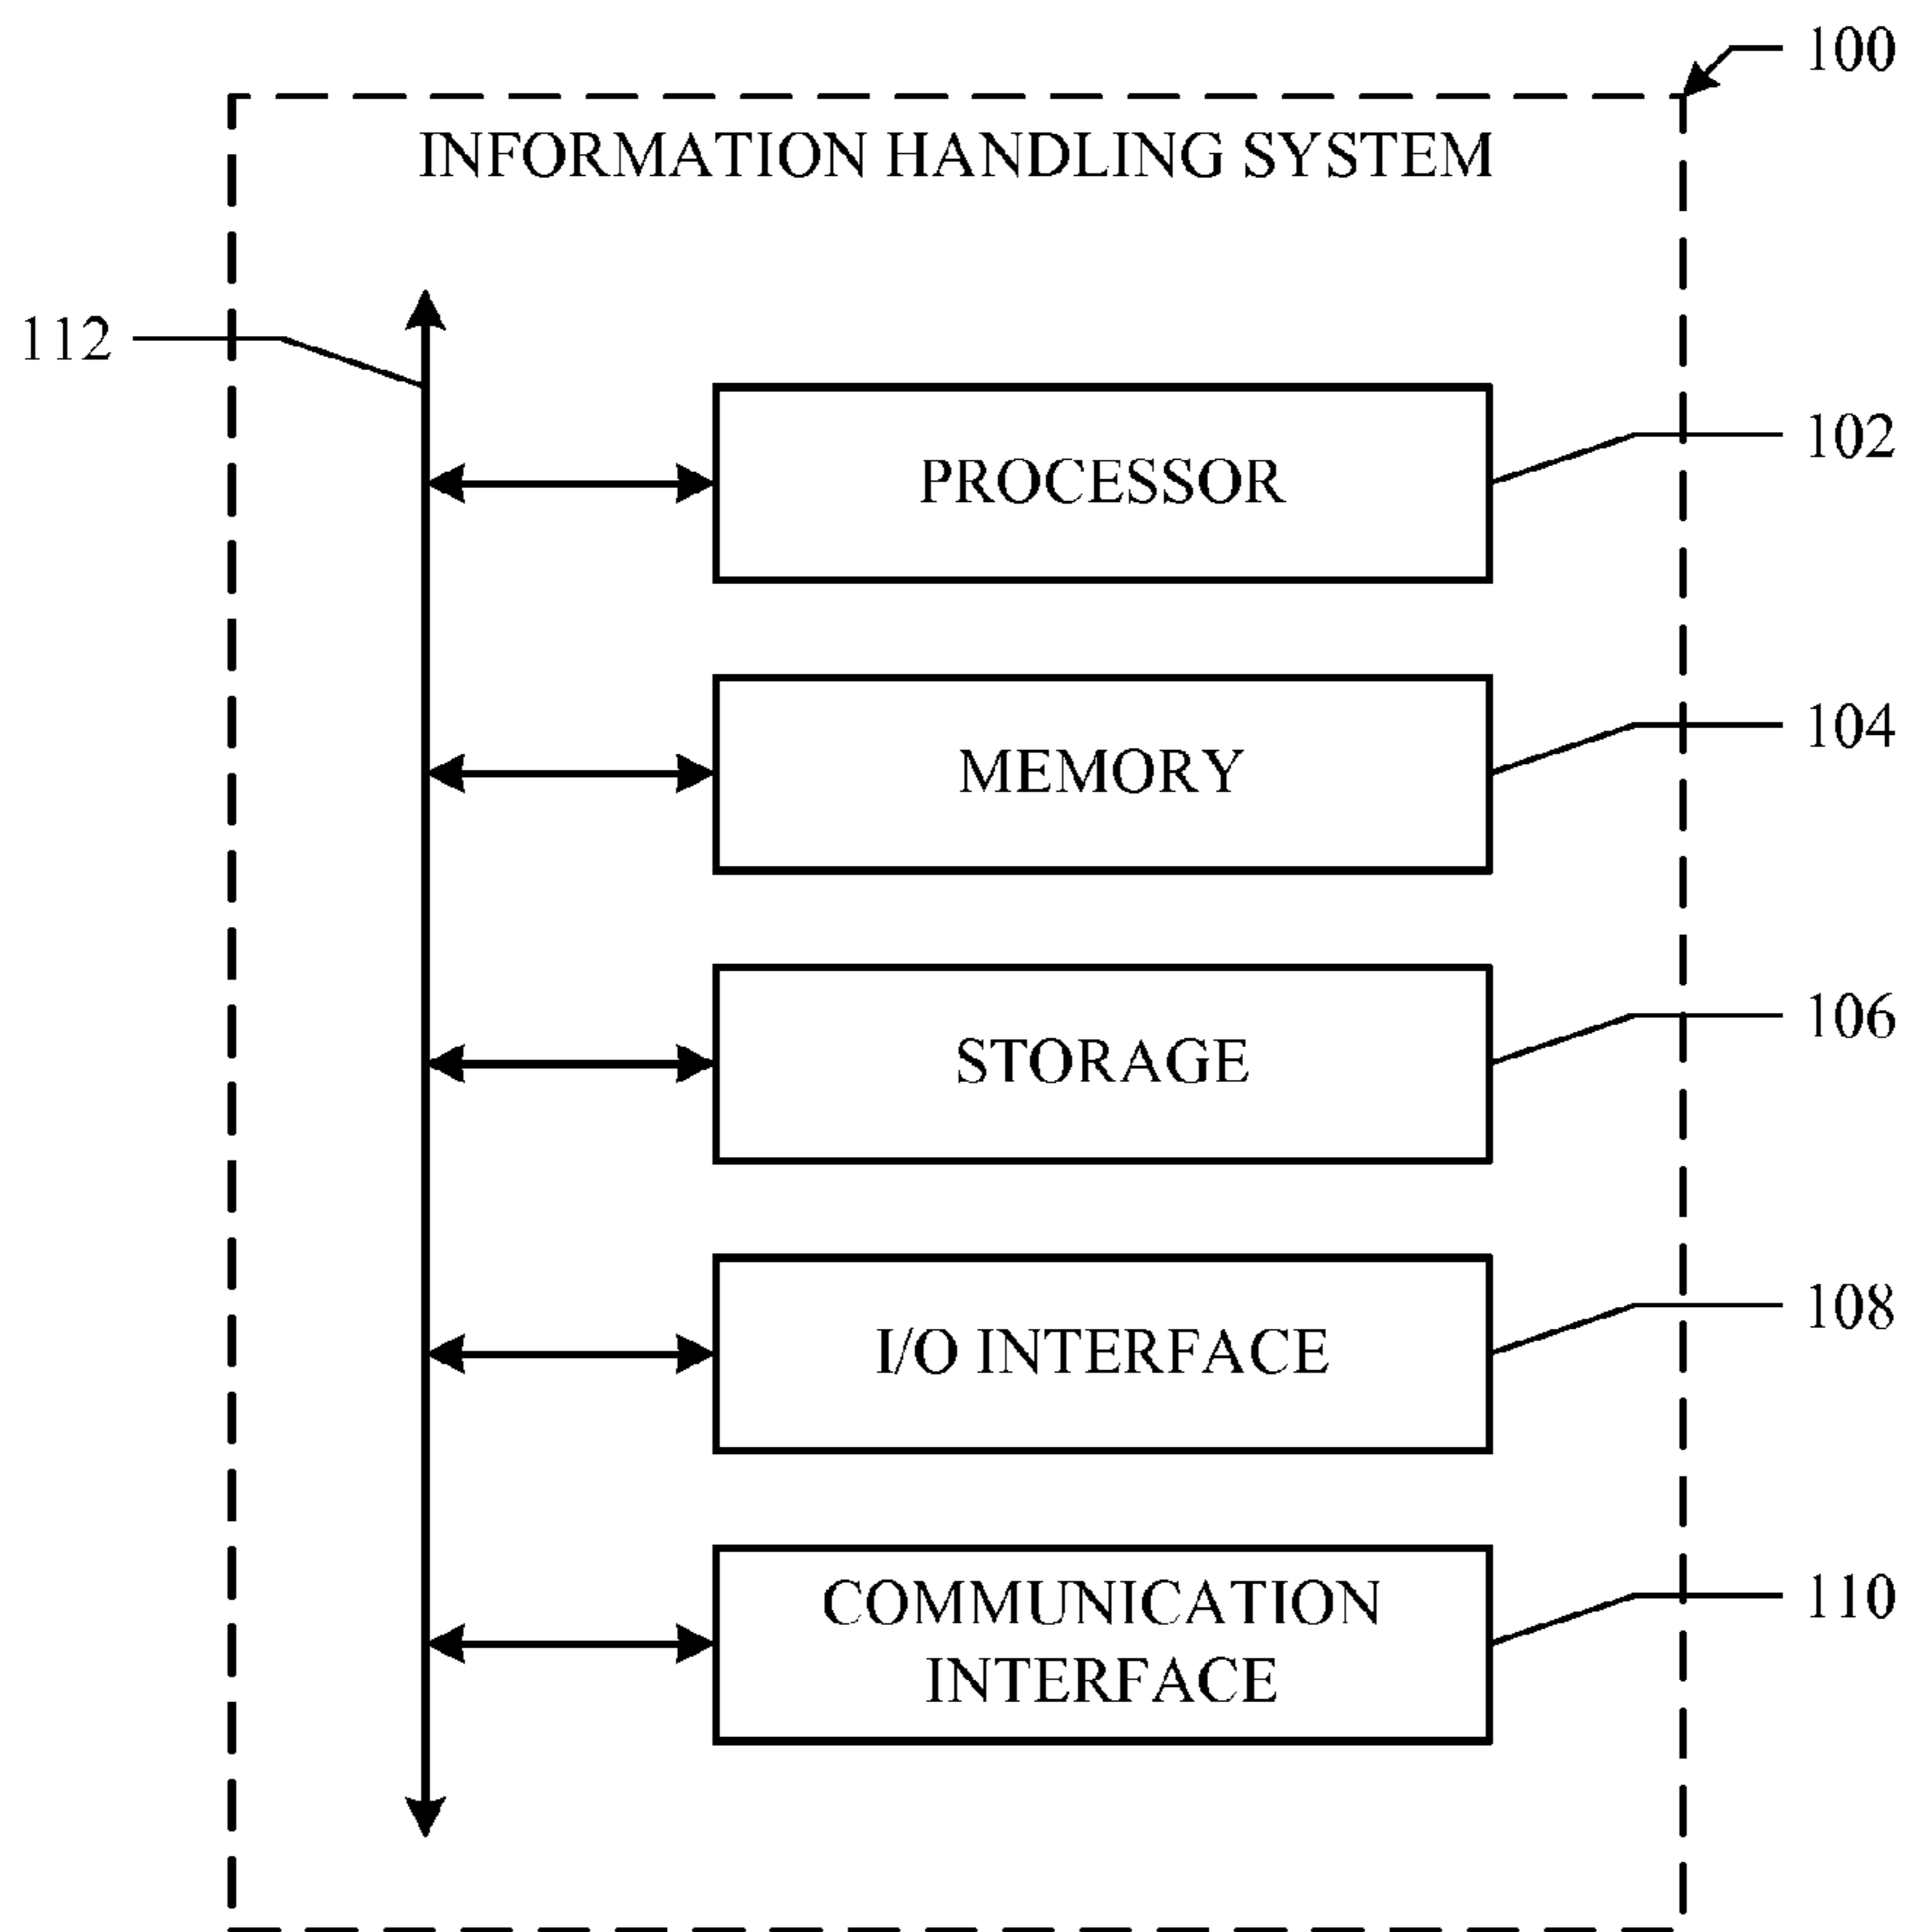 100
INFORMATION HANDLING SYSTEM
112
PROCESSOR
102
MEMORY
104
STORAGE
106
I/O INTERFACE
108
COMMUNICATION
INTERFACE
110